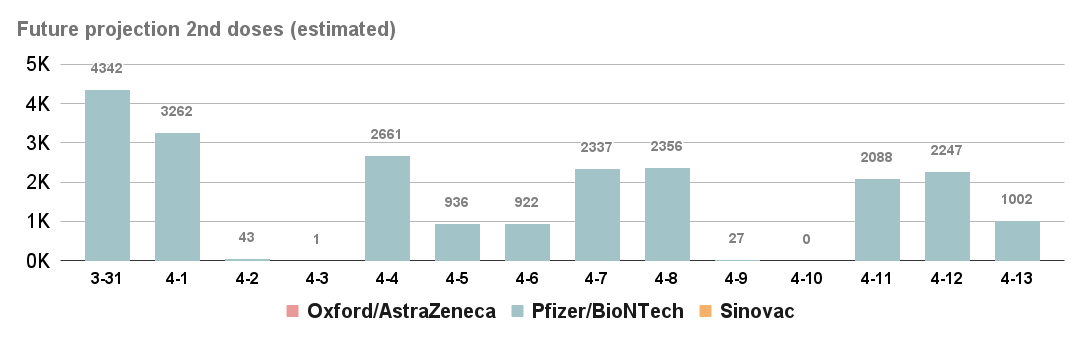 Future projection 2nd doses (estimated)
5K
4K
3K
2K
1K
0K
4342
3262
43
1
2661
936
922
2337
2356
27
0
2088
2247
1002
3-31 4-1 4-2 4-3 4-4 4-5 4-6 4-7 4-8 4-9 4-10 4-11 4-12 4-13
Oxford/AstraZeneca Pfizer/BioNTech Sinovac